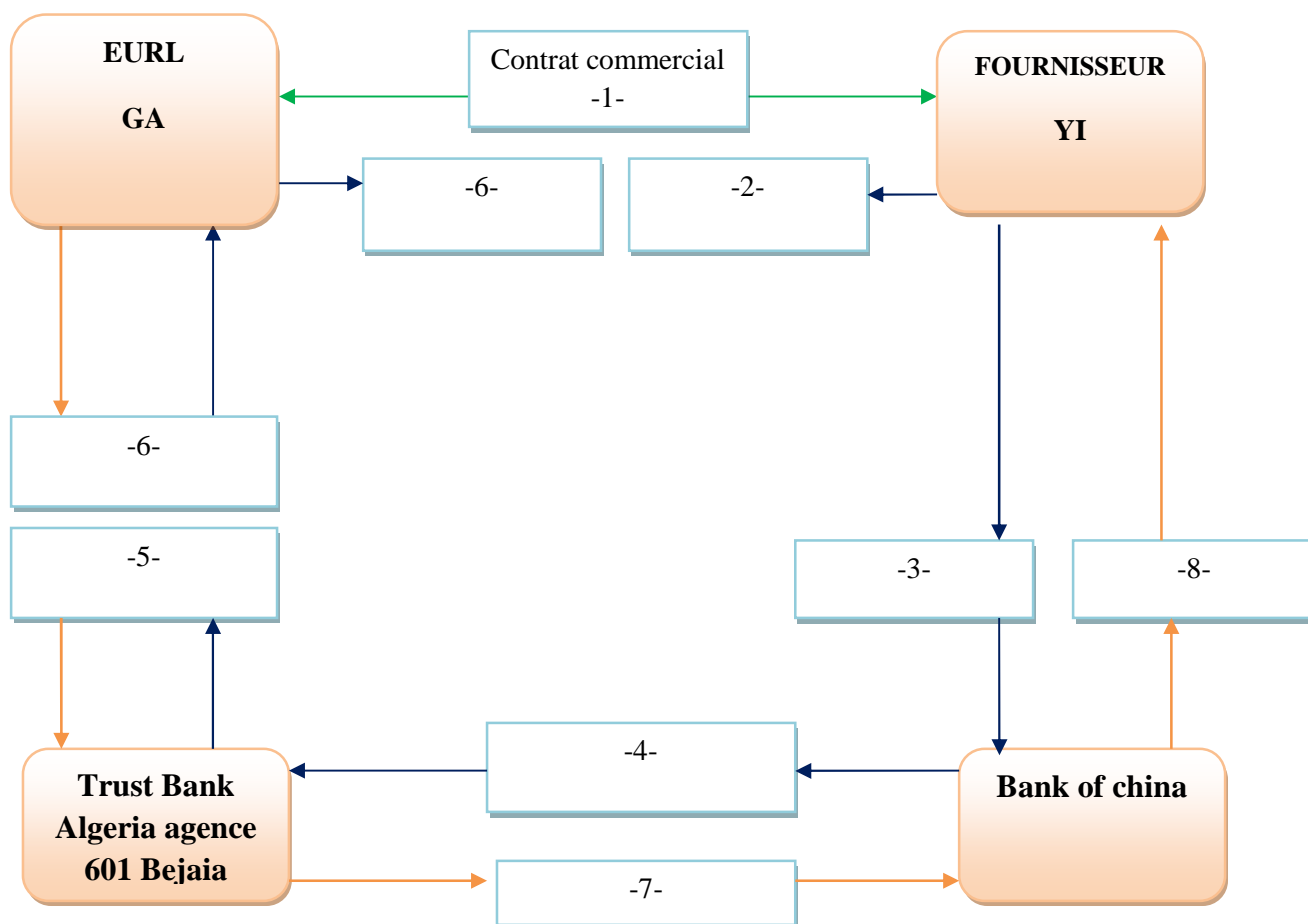 EURL
GA
Contrat commercial
-1-
FOURNISSEUR
YI
-6-
-2-
-6-
-5-
-3-
-8-
-4-
Trust Bank
Algeria agence
601 Bejaia
Bank of china
-7-